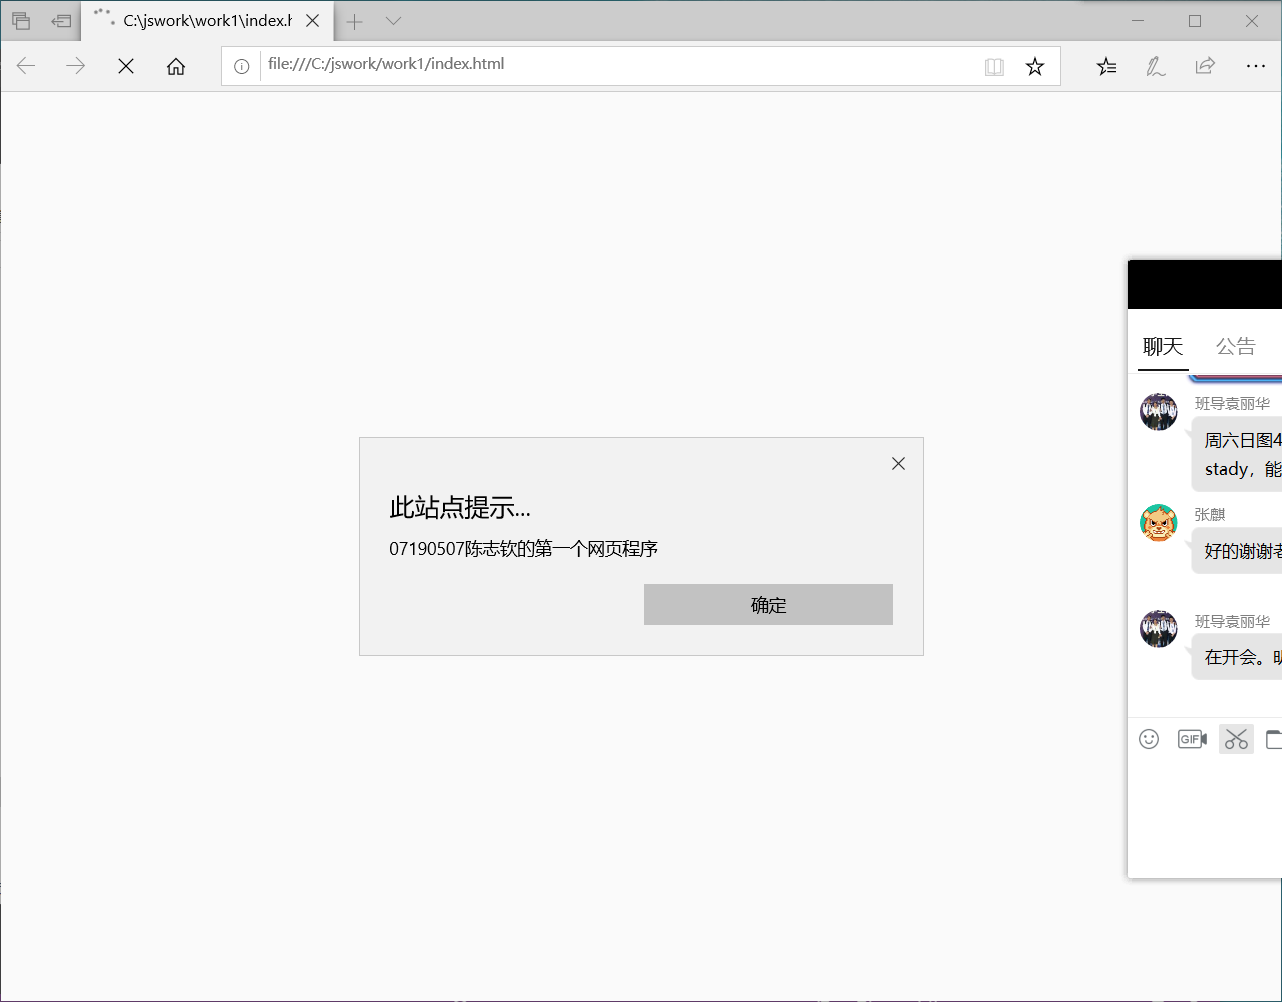 C:\jswork\work1\index.h
file:///C:/jswork/work1/index.html
此站点提示...
07190507陈志钦的第一个网页程序
确定
聊天 公告
班导袁丽华
周六日图4
stady，能
张麒
好的谢谢
班导袁丽华
在开会。
GIF